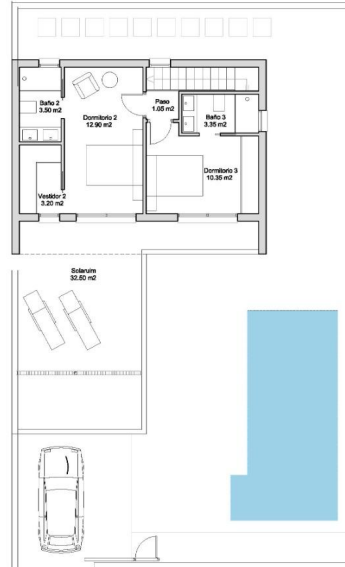 Baño 2
3.50 m2
Dormitorio 2
12.90 m2
Paso
1.05 m2
Baño 3
3.35 m2
Dormitorio 3
10.35 m2
Vestidor 2
3.20 m2
Solaruim
32.50 m2